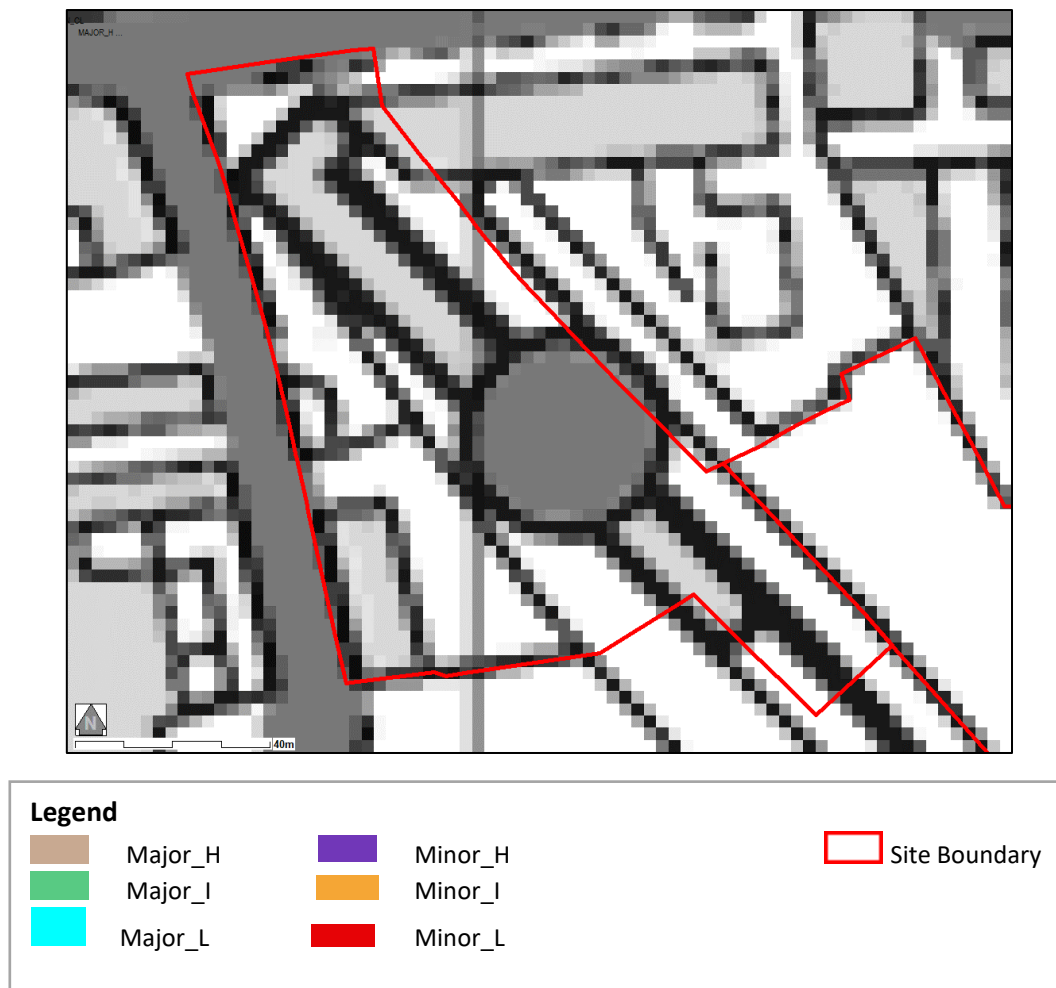 MAJOR_H ...
N
40m
Legend
Major_H Minor_H Site Boundary
Major_I Minor_I
Major_L Minor_L